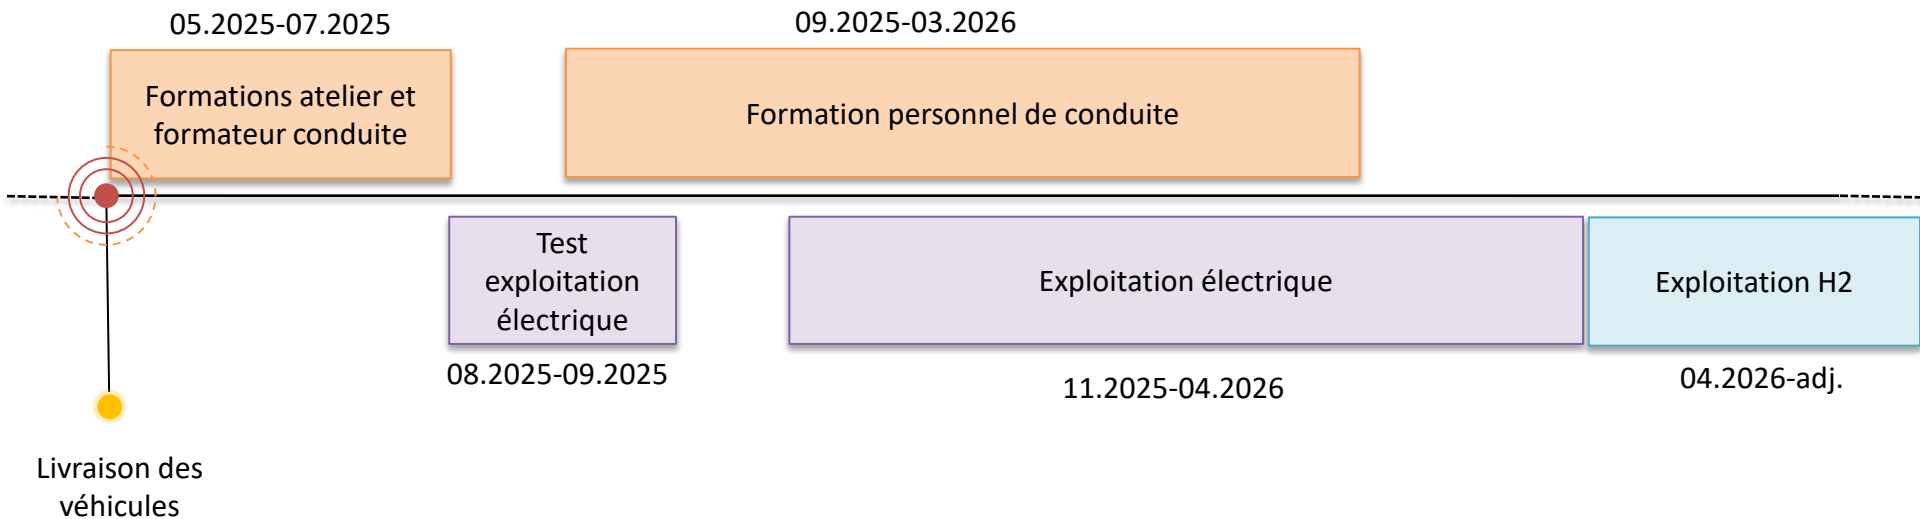 05.2025-07.2025
Formations atelier et
formateur conduite
09.2025-03.2026
Formation personnel de conduite
Test
exploitation
électrique
08.2025-09.2025
Exploitation électrique
11.2025-04.2026
Exploitation H2
04.2026-adj.
Livraison des
véhicules